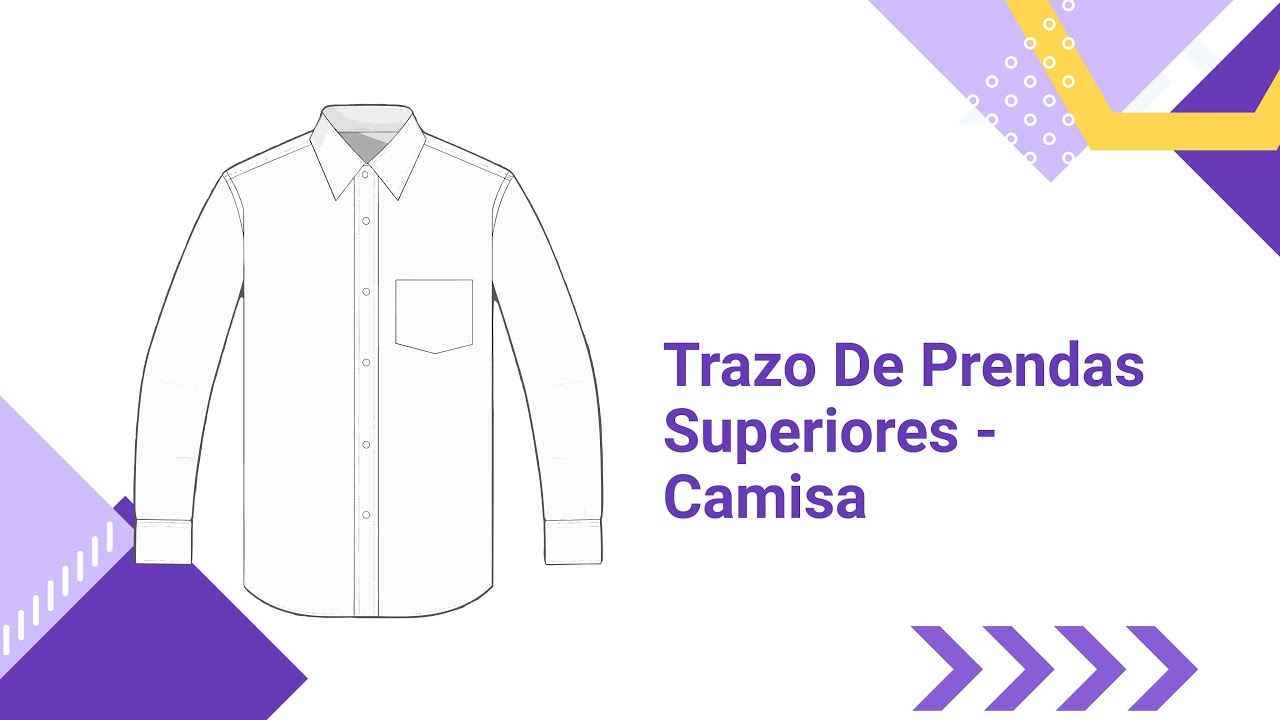 Trazo De Prendas
Superiores -
Camisa